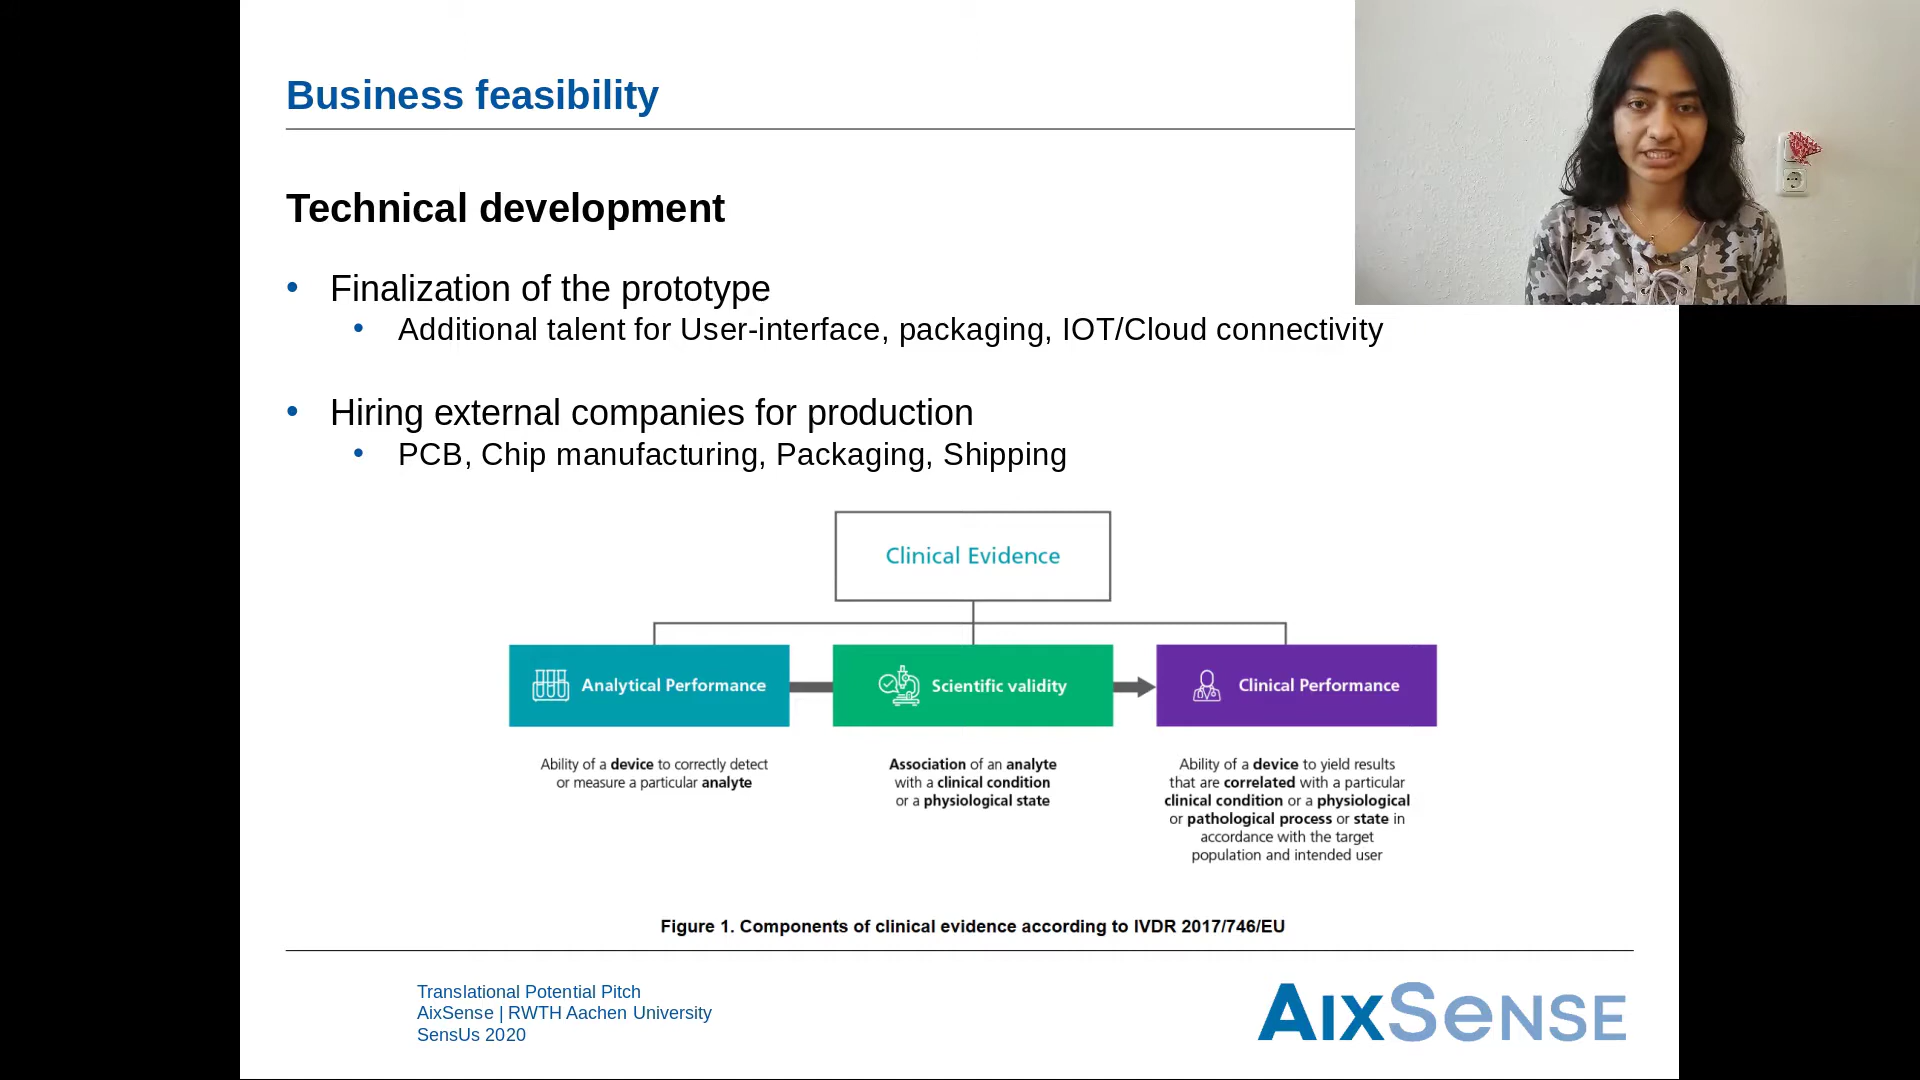 Business feasibility
Technical development
• Finalization of the prototype
• Additional talent for User-interface, packaging, IOT/Cloud connectivity
• Hiring external companies for production
• PCB, Chip manufacturing, Packaging, Shipping
Clinical Evidence
Analytical Performance
Scientific validity
Clinical Performance
Ability of a device to correctly detect
or measure a particular analyte
Association of an analyte
with a clinical condition
or a physiological state
Ability of a device to yield results
that are correlated with a particular
clinical condition or a physiological
or pathological process or state in
accordance with the target
population and intended user
Figure 1. Components of clinical evidence according to IVDR 2017/746/EU
Translational Potential Pitch
AixSense | RWTH Aachen University
SensUs 2020
AIXSENSE